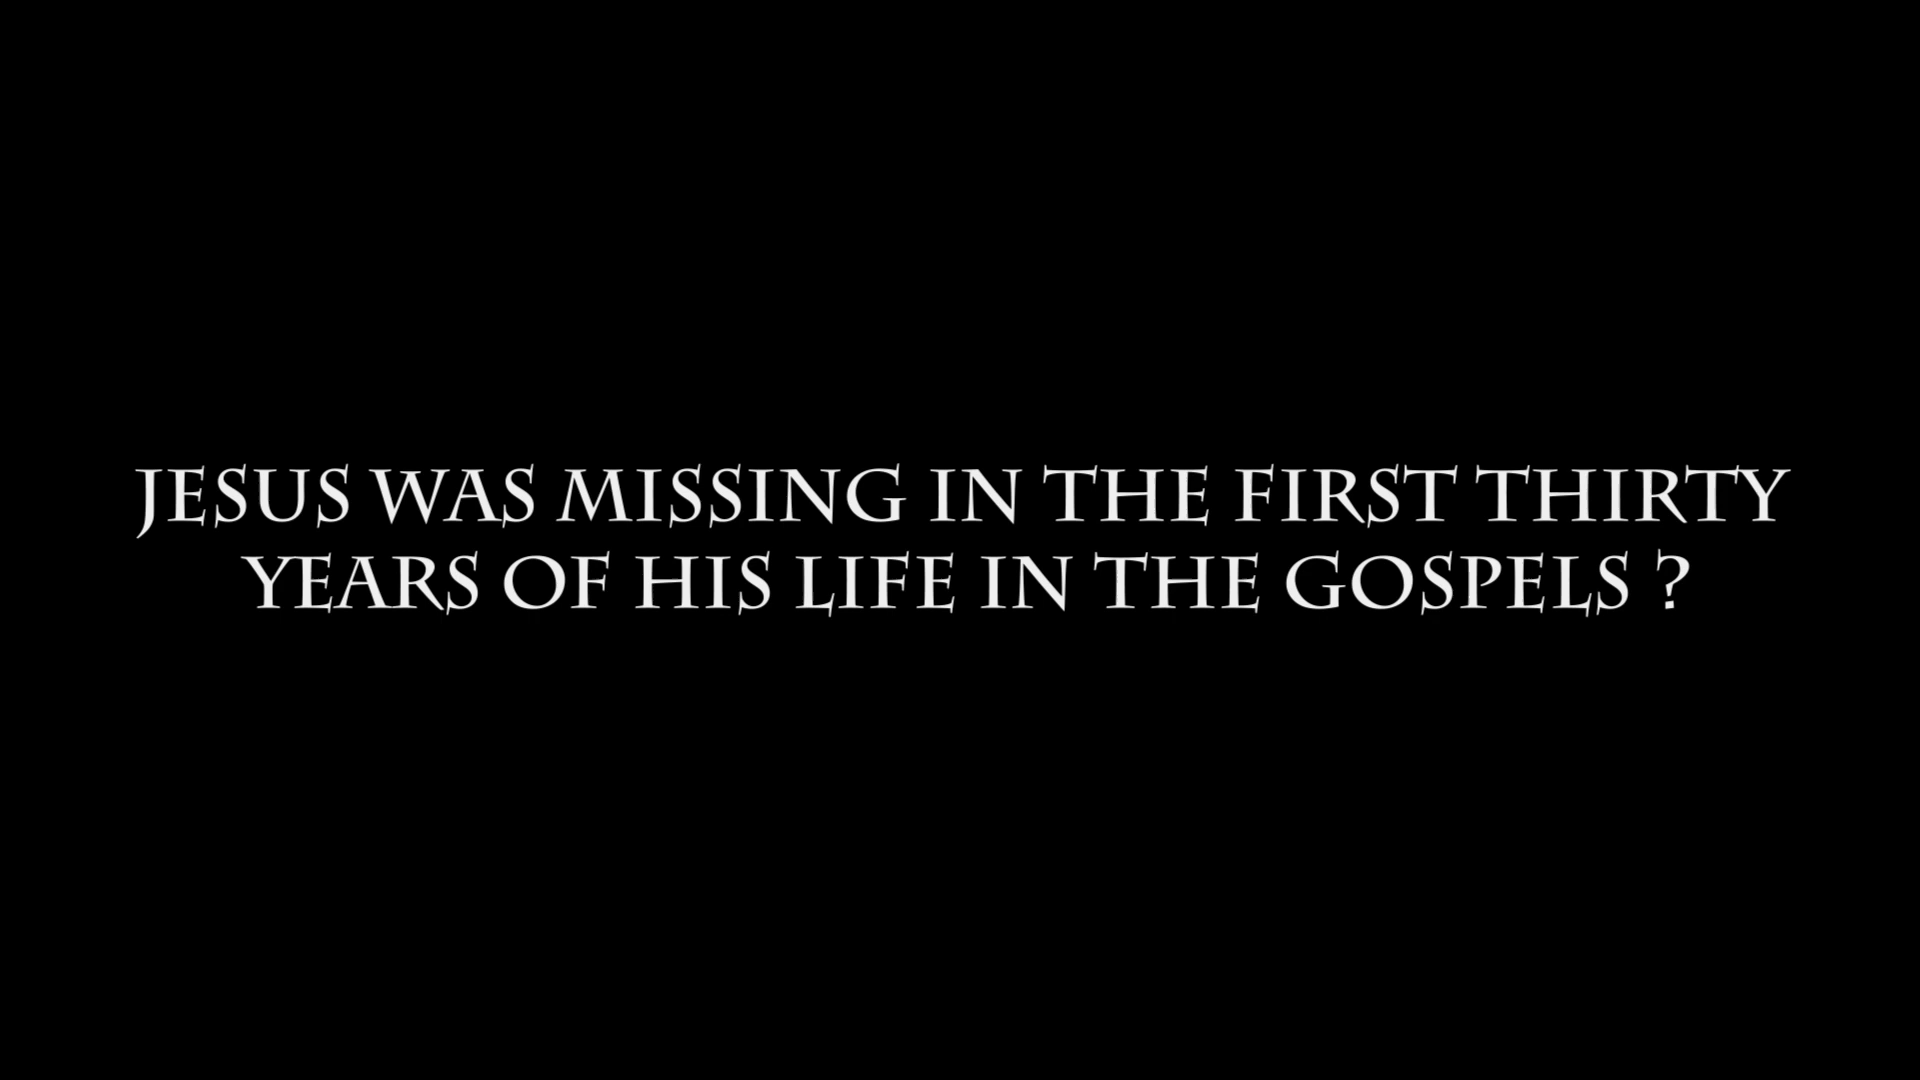 JESUS WAS MISSING IN THE FIRST THIRTY
YEARS OF HIS LIFE IN THE GOSPELS ?